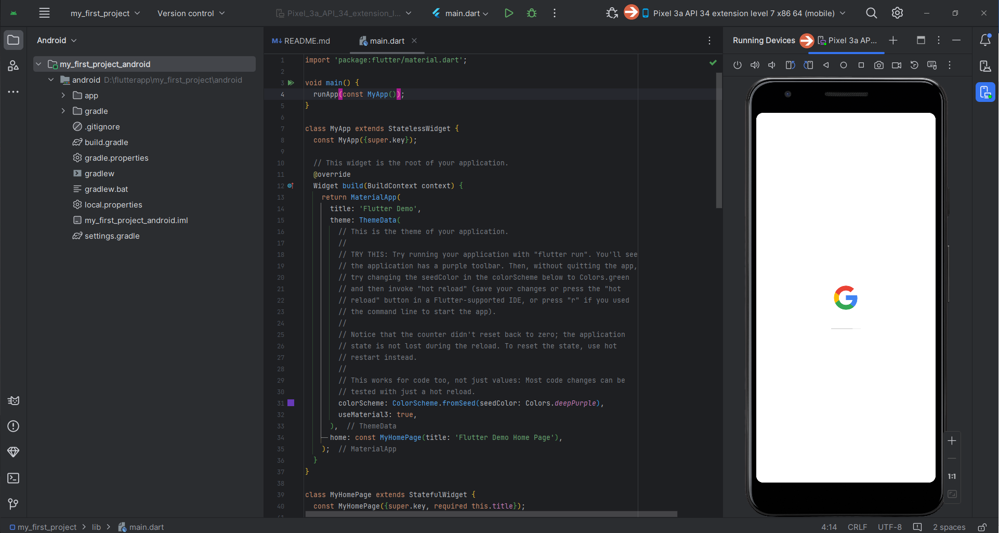 my_first_project
Version control
Pixel_3a_API_34_extension_l...
main.dart
Pixel 3a API 34 extension level 7 x86 64 (mobile)
Android
M↓ README.md
main.dart
Running Devices
Pixel 3a AP...
my_first_project_android
android D:\flutterapp\my_first_project\android
app
gradle
.gitignore
build.gradle
gradle.properties
gradlew
gradlew.bat
local.properties
my_first_project_android.iml
settings.gradle
1 import 'package:flutter/material.dart';
2
3 void main() {
4 runApp(const MyApp());
5 }
6
7 class MyApp extends StatelessWidget {
8 const MyApp({super.key});
9
10 // This widget is the root of your application.
11 @override
12 Widget build(BuildContext context) {
13 return MaterialApp(
14 title: 'Flutter Demo',
15 theme: ThemeData(
16 // This is the theme of your application.
17 //
18 // TRY THIS: Try running your application with "flutter run". You'll see
19 // the application has a purple toolbar. Then, without quitting the app,
20 // try changing the seedColor in the colorScheme below to Colors.green
21 // and then invoke "hot reload" (save your changes or press the "hot
22 // reload" button in a Flutter-supported IDE, or press "r" if you used
23 // the command line to start the app).
24 //
25 // Notice that the counter didn't reset back to zero; the application
26 // state is not lost during the reload. To reset the state, use hot
27 // restart instead.
28 //
29 // This works for code too, not just values: Most code changes can be
30 // tested with just a hot reload.
31 colorScheme: ColorScheme.fromSeed(seedColor: Colors.deepPurple),
32 useMaterial3: true,
33 ), // ThemeData
34 home: const MyHomePage(title: 'Flutter Demo Home Page'),
35 ); // MaterialApp
36 }
37 }
38
39 class MyHomePage extends StatefulWidget {
40 const MyHomePage({super.key, required this.title});
41
G
1:1
my_first_project > lib > main.dart
4:14 CRLF UTF-8 2 spaces